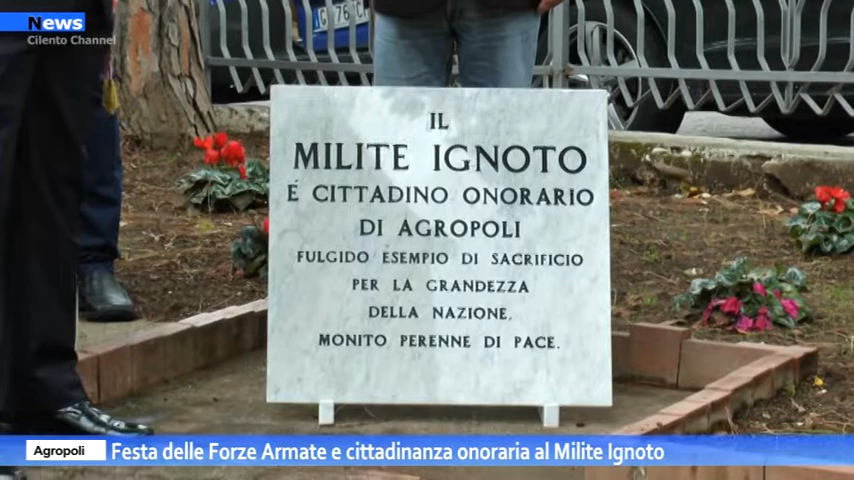 News
Cilento Channel
IL
MILITE IGNOTO
É CITTADINO ONORARIO
DI AGROPOLI
FULGIDO ESEMPIO DI SACRIFICIO
PER LA GRANDEZZA
DELLA NAZIONE.
MONITO PERENNE DI PACE.
Agropoli
Festa delle Forze Armate e cittadinanza onoraria al Milite Ignoto